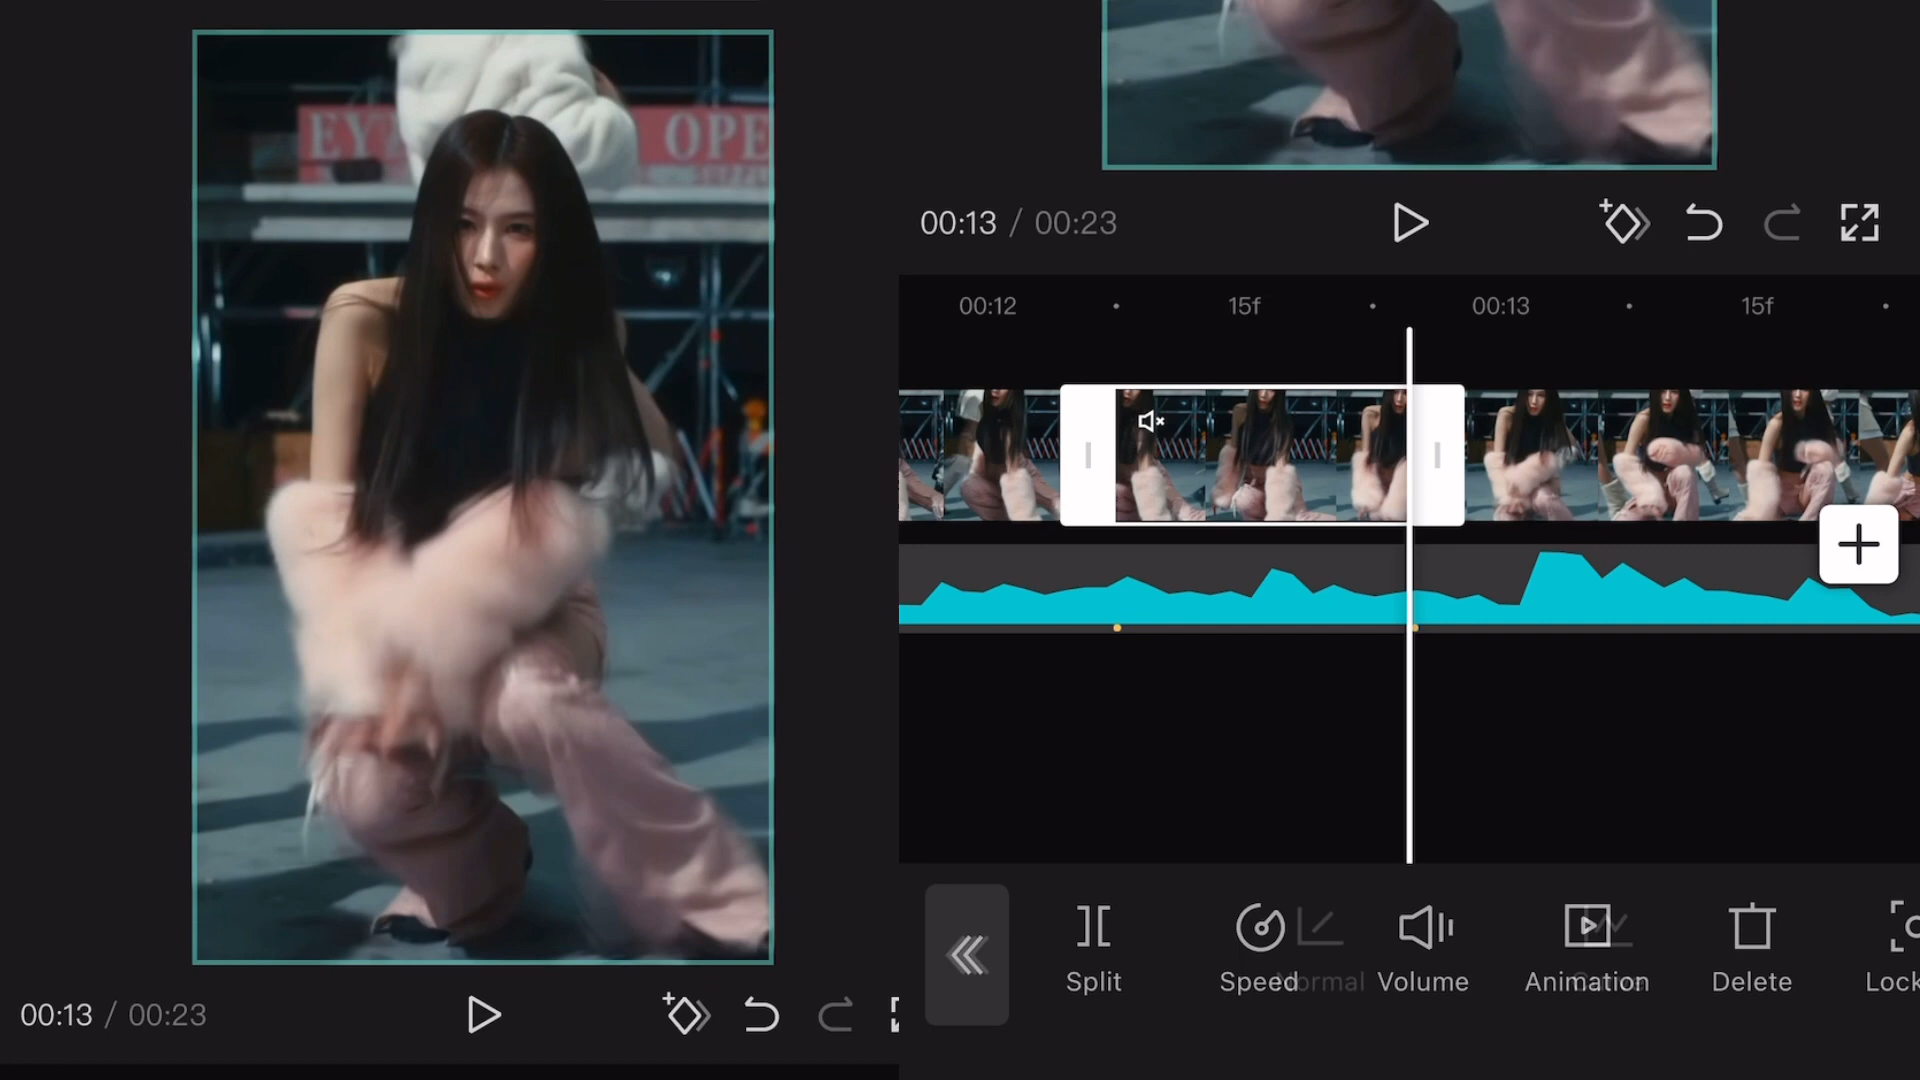 EY
OPE
00:13 / 00:23
00:13 / 00:23
00:12
15f
00:13
15f
Split
Speed
Normal
Volume
Animation
Delete
Lock